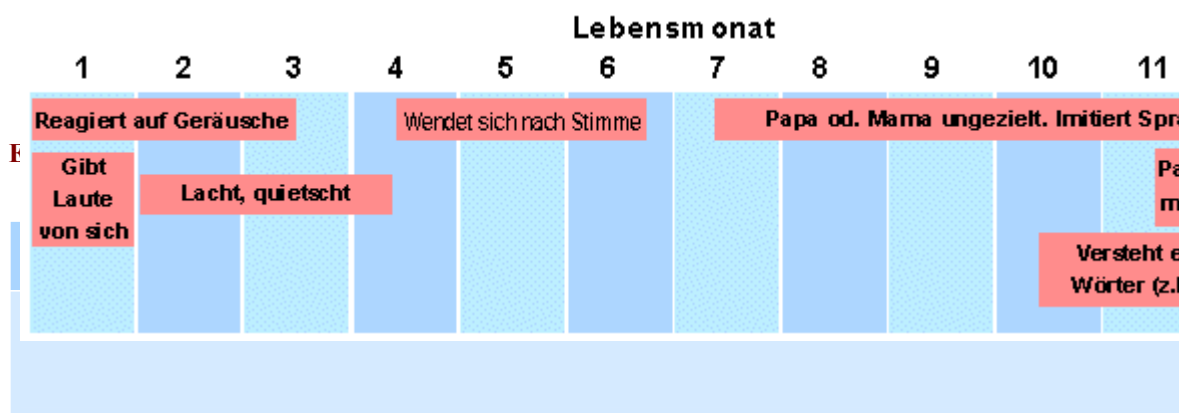 Lebensmonat
1 2 3 4 5 6 7 8 9 10 11
Reagiert auf Geräusche
Wendet sich nach Stimme
Papa od. Mama ungezielt. Imitiert
Gibt
Laute
von sich
Lacht, quietscht
Versteht
Wörter